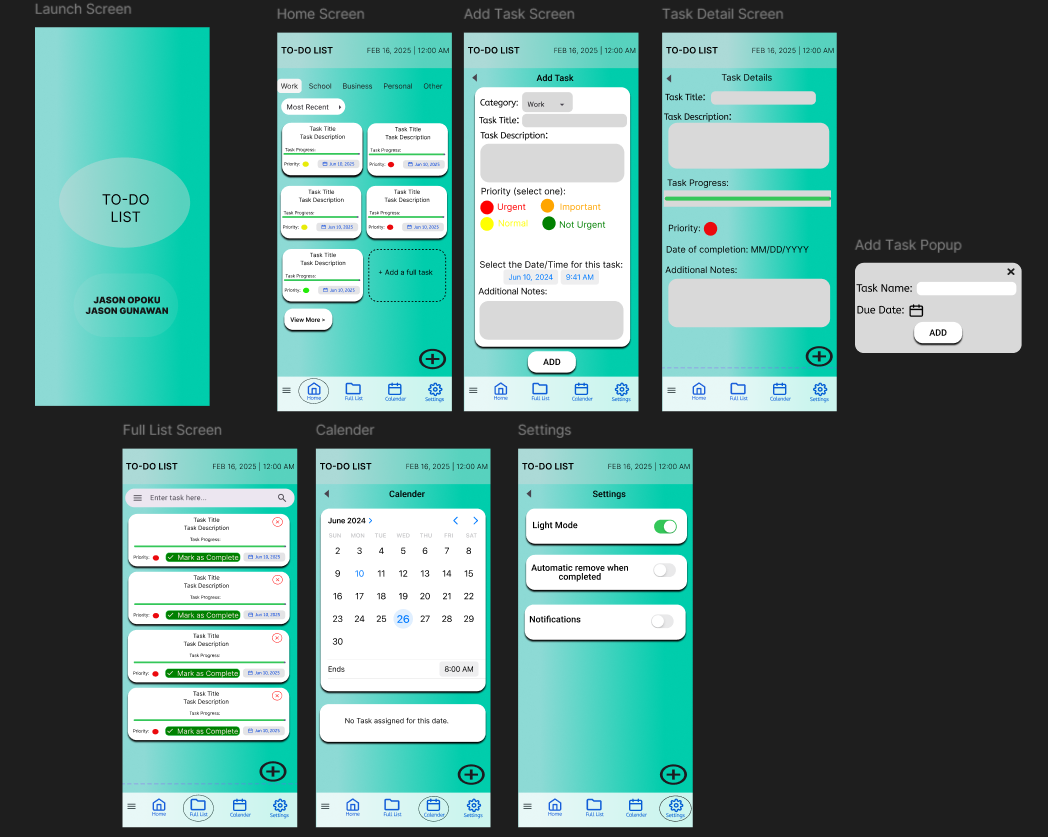 Launch Screen
TO-DO
LIST
JASON OPOKU
JASON GUNAWAN
Home Screen
TO-DO LIST
FEB 16, 2025 | 12:00 AM
Work School Business Personal Other
Most Recent
Task Title
Task Description
Task Progress:
Priority:
Jun 10, 2025
Task Title
Task Description
Task Progress:
Priority:
Jun 10, 2025
Task Title
Task Description
Task Progress:
Priority:
Jun 10, 2025
Task Title
Task Description
Task Progress:
Priority:
Jun 10, 2025
Task Title
Task Description
Task Progress:
Priority:
Jun 10, 2025
+ Add a full task
View More »
Home Full List Calender Settings
Add Task Screen
TO-DO LIST
FEB 16, 2025 | 12:00 AM
Add Task
Category: Work
Task Title:
Task Description:
Priority (select one):
Urgent Important
Normal Not Urgent
Select the Date/Time for this task:
Jun 10, 2024 9:41 AM
Additional Notes:
ADD
Home Full List Calender Settings
Task Detail Screen
TO-DO LIST
FEB 16, 2025 | 12:00 AM
Task Details
Task Title:
Task Description:
Task Progress:
Priority:
Date of completion: MM/DD/YYYY
Additional Notes:
Home Full List Calender Settings
Add Task Popup
Task Name:
Due Date:
ADD
Full List Screen
TO-DO LIST
FEB 16, 2025 | 12:00 AM
Enter task here...
Task Title
Task Description
Task Progress:
Priority:
Mark as Complete
Jun 10, 2025
Task Title
Task Description
Task Progress:
Priority:
Mark as Complete
Jun 10, 2025
Task Title
Task Description
Task Progress:
Priority:
Mark as Complete
Jun 10, 2025
Task Title
Task Description
Task Progress:
Priority:
Mark as Complete
Jun 10, 2025
Home Full List Calender Settings
Calender
TO-DO LIST
FEB 16, 2025 | 12:00 AM
Calender
June 2024
SUN MON TUE WED THU FRI SAT
2 3 4 5 6 7 8
9 10 11 12 13 14 15
16 17 18 19 20 21 22
23 24 25 26 27 28 29
30
Ends 8:00 AM
No Task assigned for this date.
Home Full List Calender Settings
Settings
TO-DO LIST
FEB 16, 2025 | 12:00 AM
Settings
Light Mode
Automatic remove when
completed
Notifications
Home Full List Calender Settings